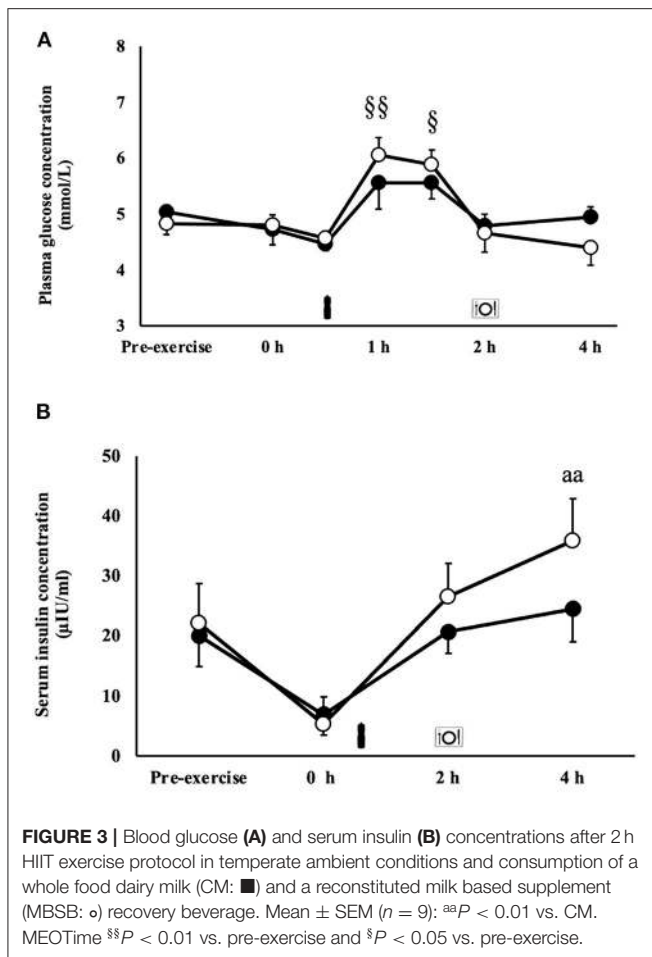 A
8
7
6
5
4
3
Plasma glucose concentration
(mmol/L)
§§
§
Pre-exercise 0 h 1 h 2 h 4 h
B
50
40
30
20
10
0
Serum insulin concentration
(µIU/ml)
aa
Pre-exercise 0 h 2 h 4 h
FIGURE 3 | Blood glucose (A) and serum insulin (B) concentrations after 2 h
HIIT exercise protocol in temperate ambient conditions and consumption of a
whole food dairy milk (CM: ■) and a reconstituted milk based supplement
(MBSB: ∘) recovery beverage. Mean ± SEM (n = 9): ᵃᵃP < 0.01 vs. CM.
MEOTime §§P < 0.01 vs. pre-exercise and §P < 0.05 vs. pre-exercise.